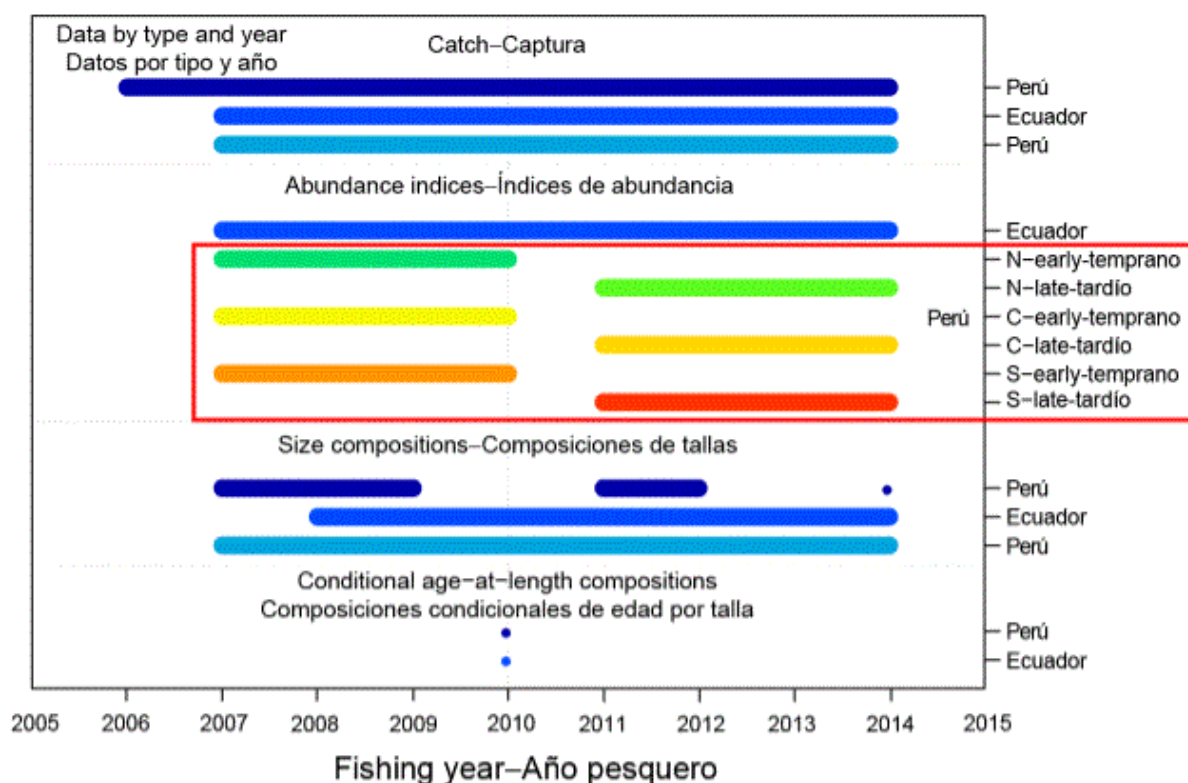 Data by type and year
Datos por tipo y año
Catch–Captura
Perú
Ecuador
Perú
Abundance indices–Índices de abundancia
Ecuador
N−early-temprano
N−late-tardío
Perú
C−early-temprano
C−late-tardío
S−early-temprano
S−late-tardío
Size compositions–Composiciones de tallas
Perú
Ecuador
Perú
Conditional age−at−length compositions
Composiciones condicionales de edad por talla
Perú
Ecuador
2005 2006 2007 2008 2009 2010 2011 2012 2013 2014 2015
Fishing year–Año pesquero